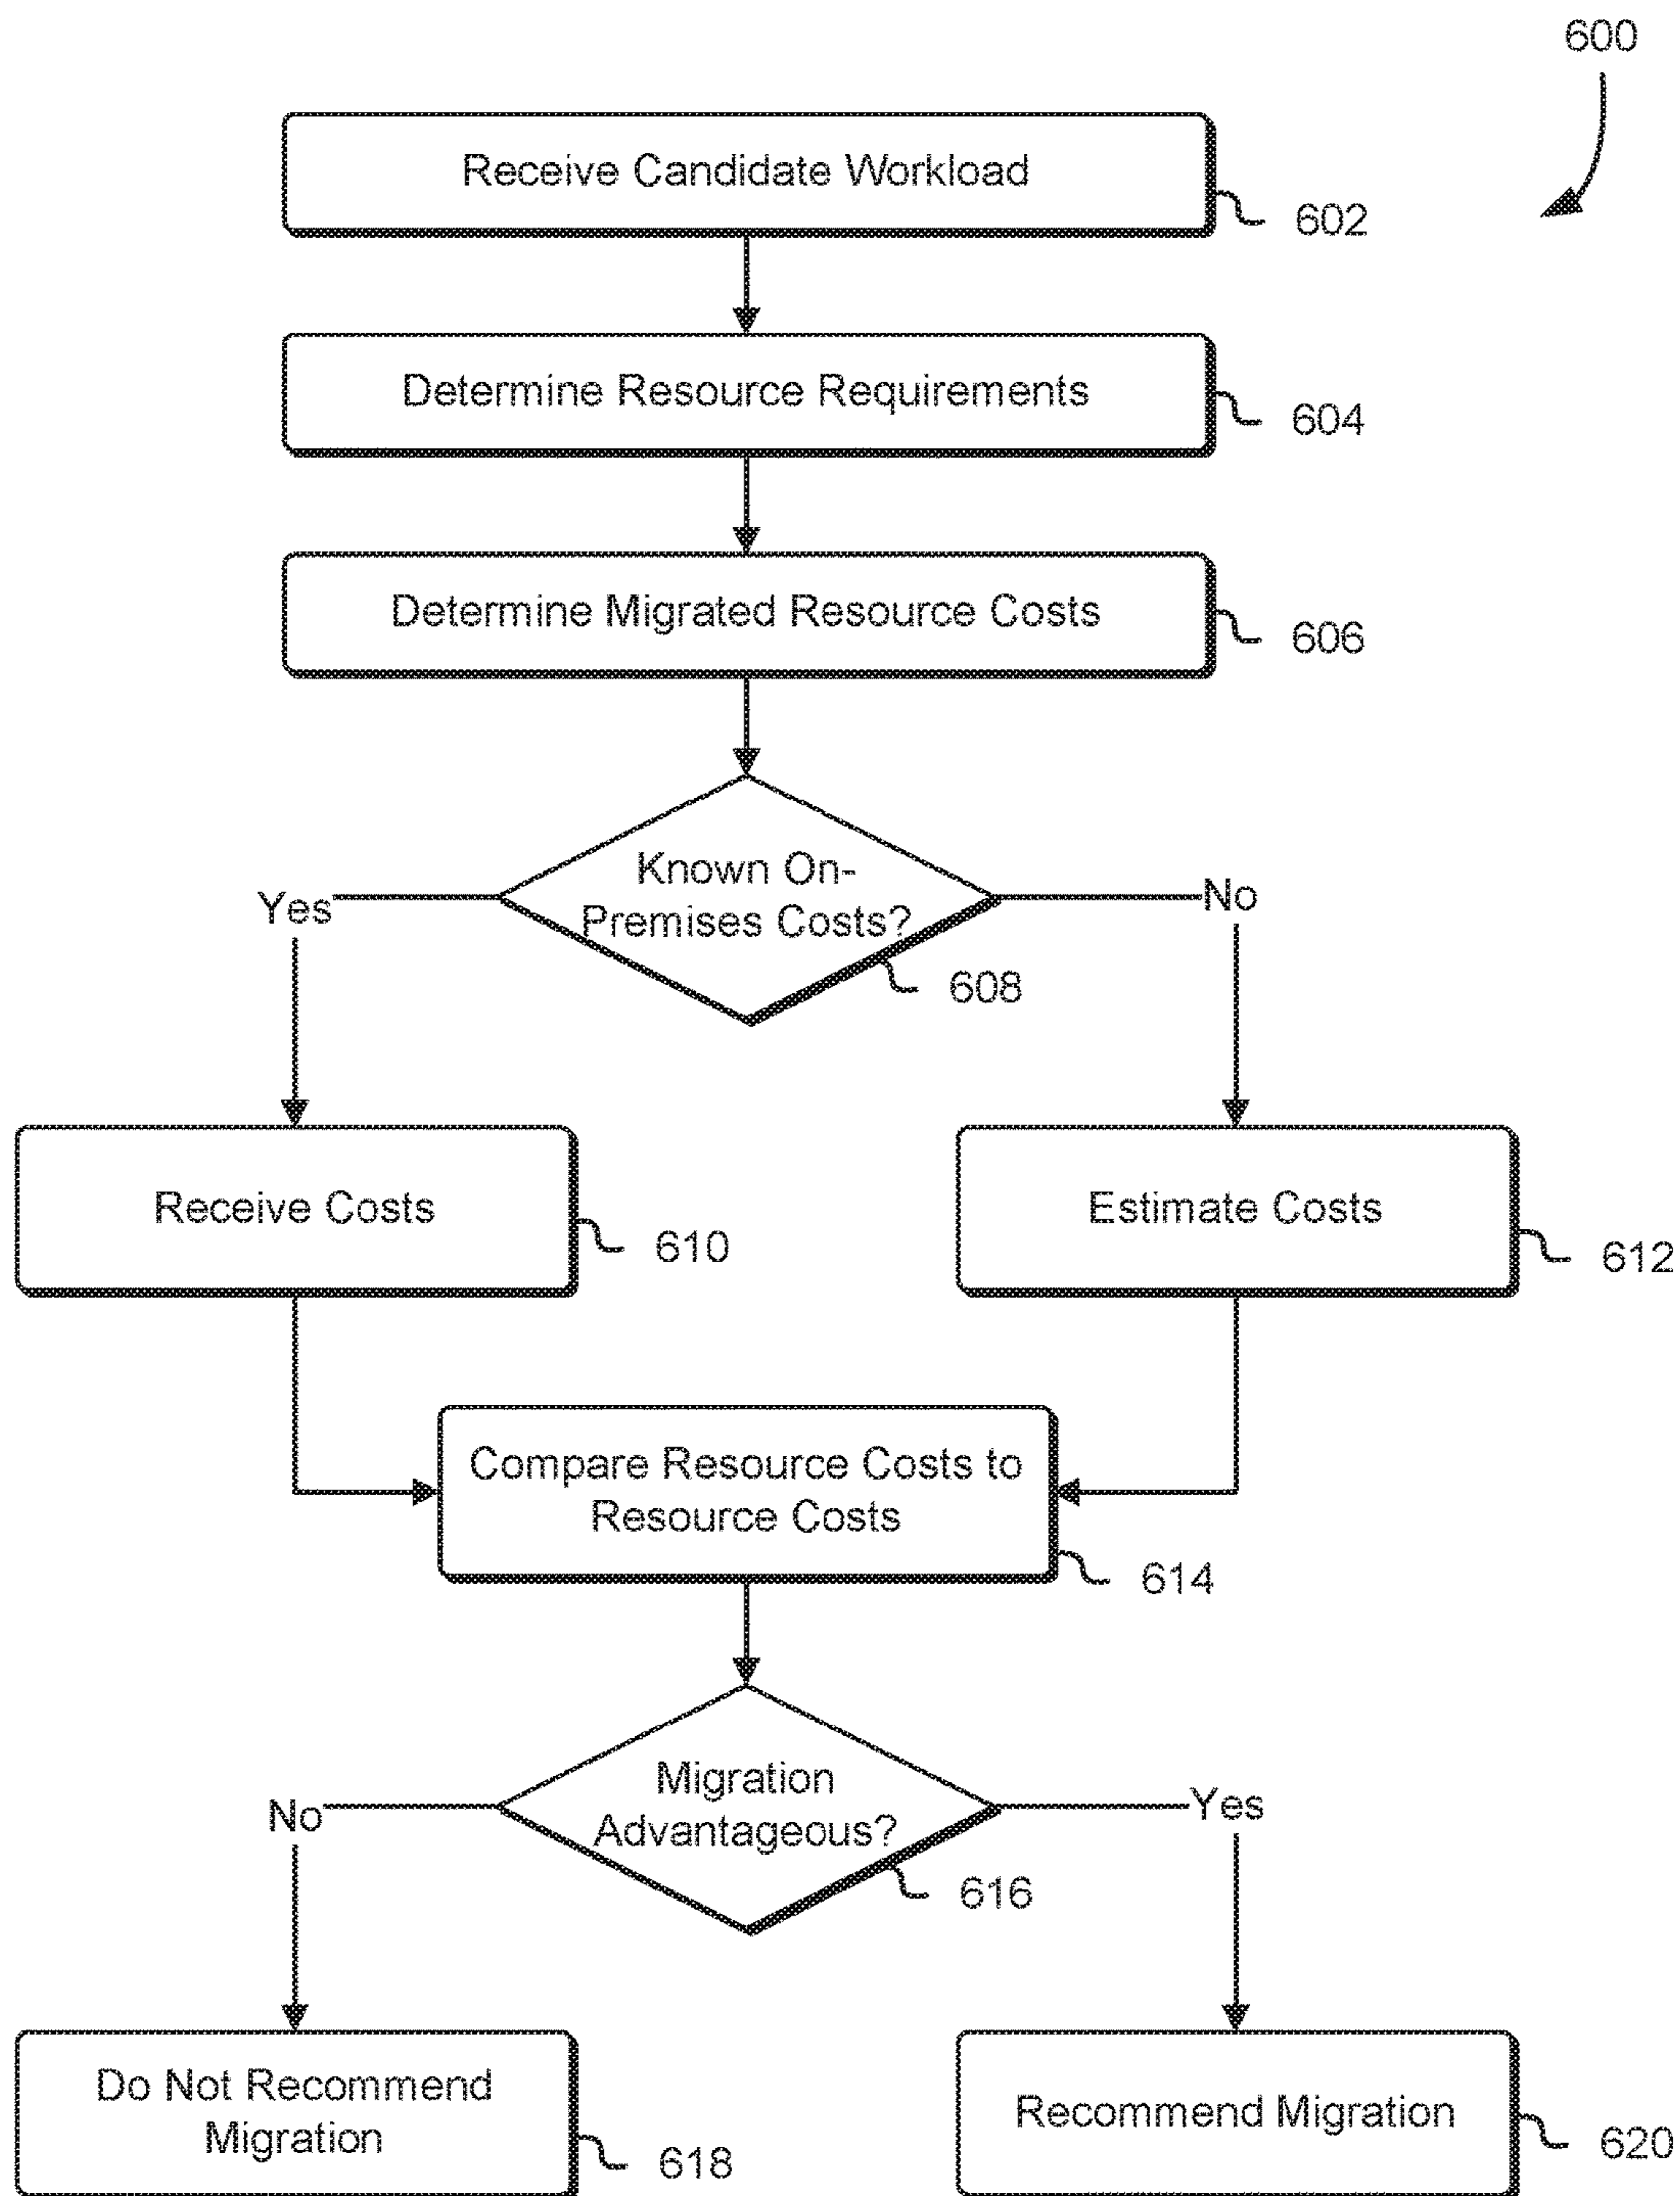 600
Receive Candidate Workload
602
Determine Resource Requirements
604
Determine Migrated Resource Costs
606
Known On-
Premises Costs?
Yes
No
608
Receive Costs
610
Estimate Costs
612
Compare Resource Costs to
Resource Costs
614
Migration
Advantageous?
No
Yes
616
Do Not Recommend
Migration
618
Recommend Migration
620